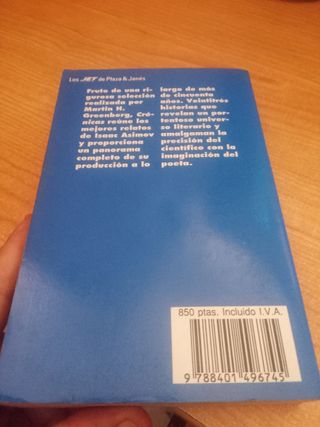 Los JET de Plaza & Janés
Fruto de una ri-
gurosa selección
realizada por
Martin H.
Greenberg, Cró-
nicas reúne los
mejores relatos
de Isaac Asimov
y proporciona
un panorama
completo de su
producción a lo
largo de más
de cincuenta
años. Veintitrés
historias que
revelan un por-
tentoso univer-
so literario y
amalgaman la
precisión del
científico con la
imaginación del
poeta.
850 ptas. Incluido I.V.A.
9 788401 496745